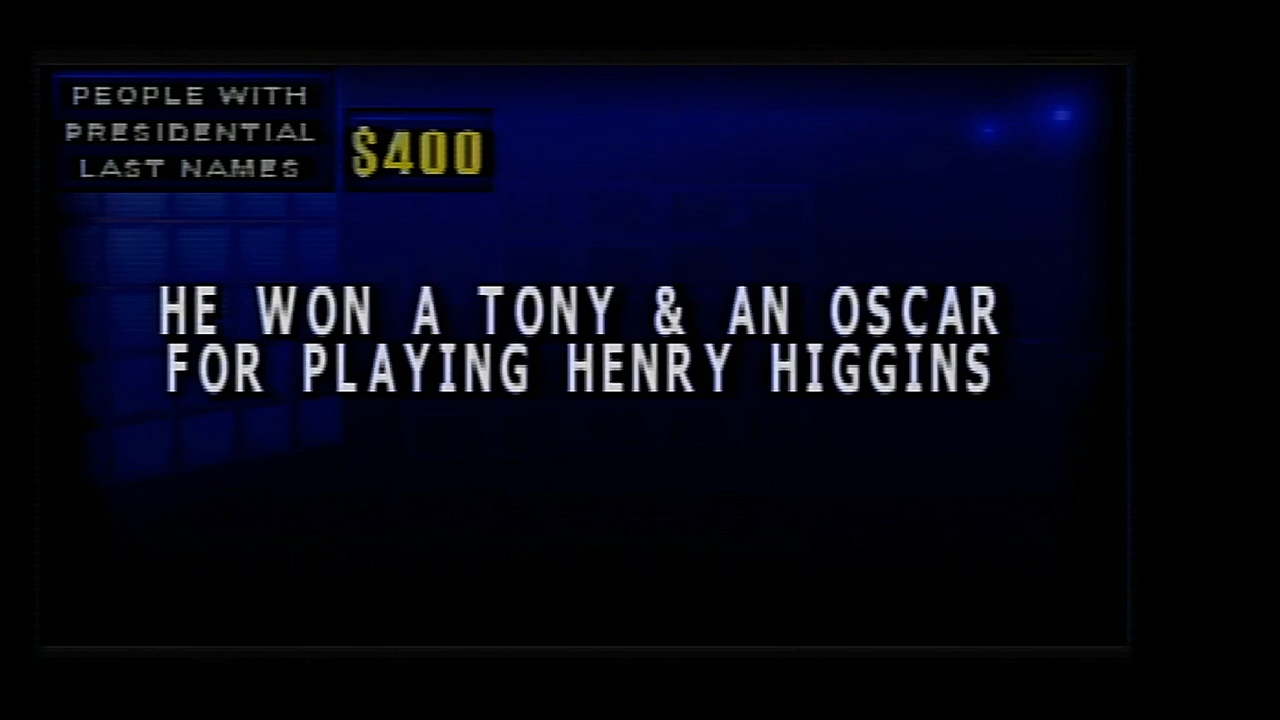 PEOPLE WITH
PRESIDENTIAL
LAST NAMES
$400
HE WON A TONY & AN OSCAR
FOR PLAYING HENRY HIGGINS